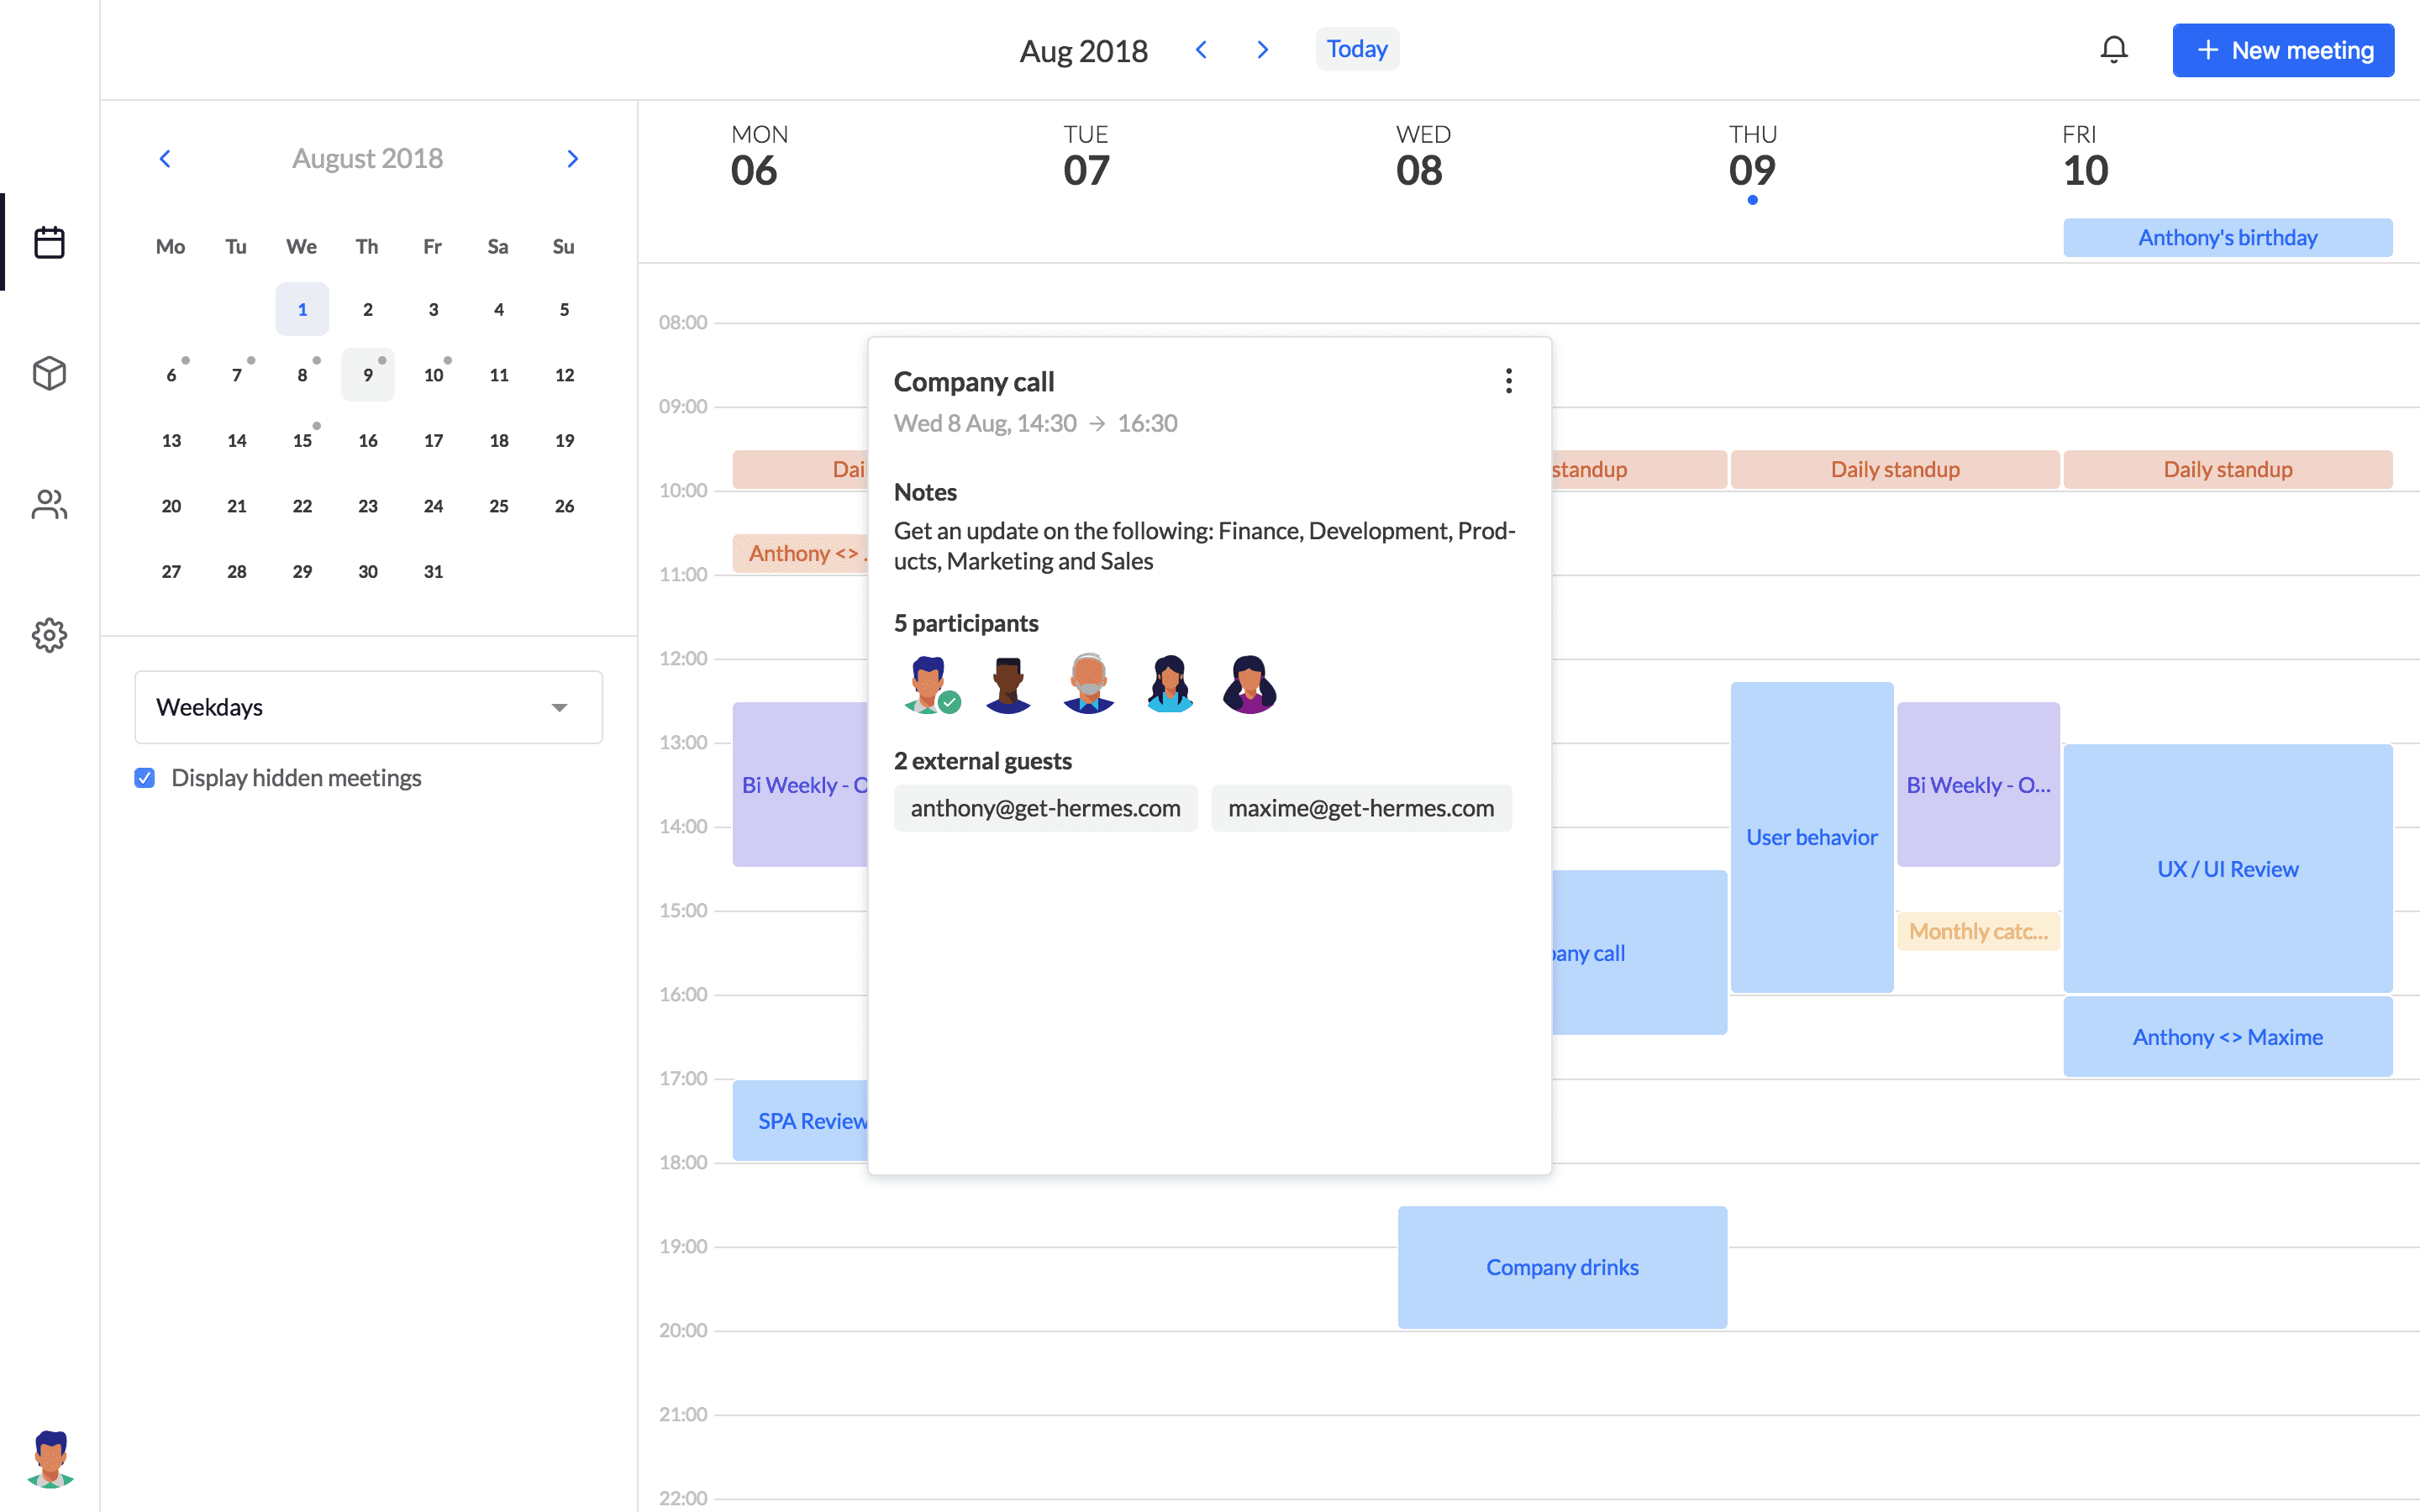 Aug 2018
Today
New meeting
August 2018
Mo Tu We Th Fr Sa Su
1 2 3 4 5
6 7 8 9 10 11 12
13 14 15 16 17 18 19
20 21 22 23 24 25 26
27 28 29 30 31
Weekdays
Display hidden meetings
MON
06
TUE
07
WED
08
THU
09
FRI
10
Anthony's birthday
08:00
09:00
10:00
11:00
12:00
13:00
14:00
15:00
16:00
17:00
18:00
19:00
20:00
21:00
22:00
Dai
Anthony <> .
Bi Weekly - O
SPA Review
Company call
Wed 8 Aug, 14:30 → 16:30
Notes
Get an update on the following: Finance, Development, Prod-
ucts, Marketing and Sales
5 participants
2 external guests
anthony@get-hermes.com maxime@get-hermes.com
standup
any call
Company drinks
Daily standup
User behavior
Bi Weekly - O...
Monthly catc...
Daily standup
UX / UI Review
Anthony <> Maxime